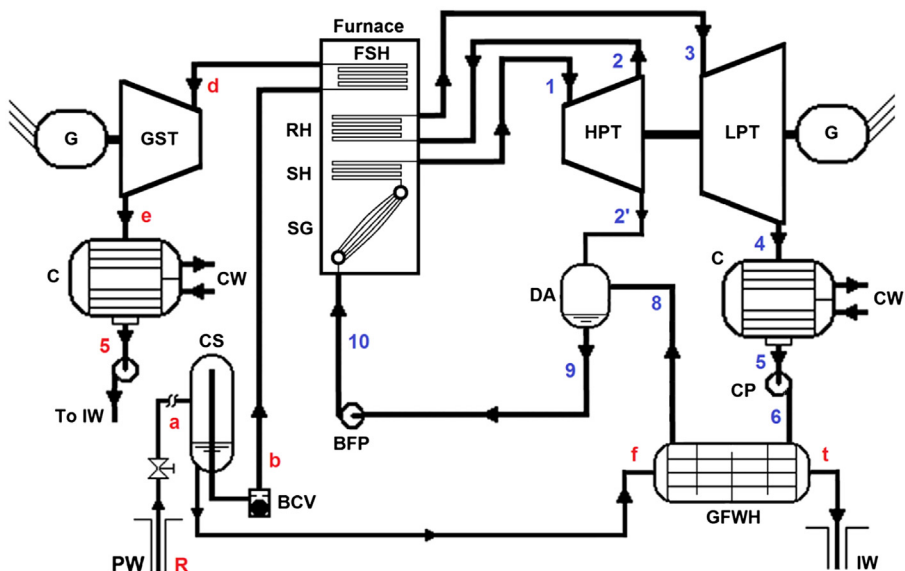 Furnace
FSH
d
1
2
3
G
GST
RH
HPT
LPT
G
SH
e
SG
2'
4
C
CW
DA
8
C
CW
5
CS
10
9
5
CP
6
To IW
a
BFP
b
f
t
BCV
GFWH
PW
R
IW